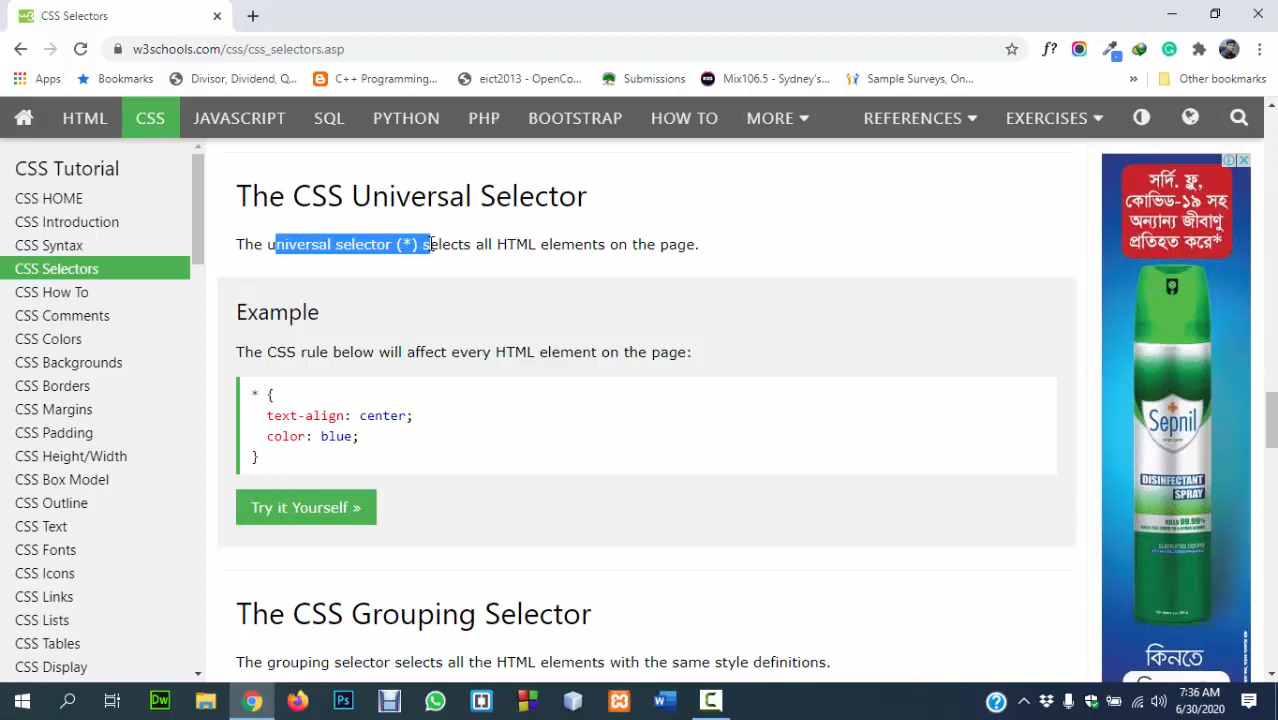 CSS Selectors
w3schools.com/css/css_selectors.asp
f?
Apps
Bookmarks
Divisor, Dividend, Q...
C++ Programming...
eict2013 - OpenCo...
Submissions
Mix106.5 - Sydney's...
Sample Surveys, On...
»
Other bookmarks
HTML
CSS
JAVASCRIPT
SQL
PYTHON
PHP
BOOTSTRAP
HOW TO
MORE
REFERENCES
EXERCISES
CSS Tutorial
CSS HOME
CSS Introduction
CSS Syntax
CSS Selectors
CSS How To
CSS Comments
CSS Colors
CSS Backgrounds
CSS Borders
CSS Margins
CSS Padding
CSS Height/Width
CSS Box Model
CSS Outline
CSS Text
CSS Fonts
CSS Icons
CSS Links
CSS Lists
CSS Tables
CSS Display
The CSS Universal Selector
The universal selector (*) selects all HTML elements on the page.
Example
The CSS rule below will affect every HTML element on the page:
* {
text-align: center;
color: blue;
}
Try it Yourself »
The CSS Grouping Selector
The grouping selector selects all the HTML elements with the same style definitions.
সর্দি, ফ্লু,
কোভিড-১৯ সহ
অন্যান্য জীবাণু
প্রতিহত করে*
Sepnil
DISINFECTANT
SPRAY
KILLS 99.99%
কিনতে
Dw
Ps
7:36 AM
6/30/2020